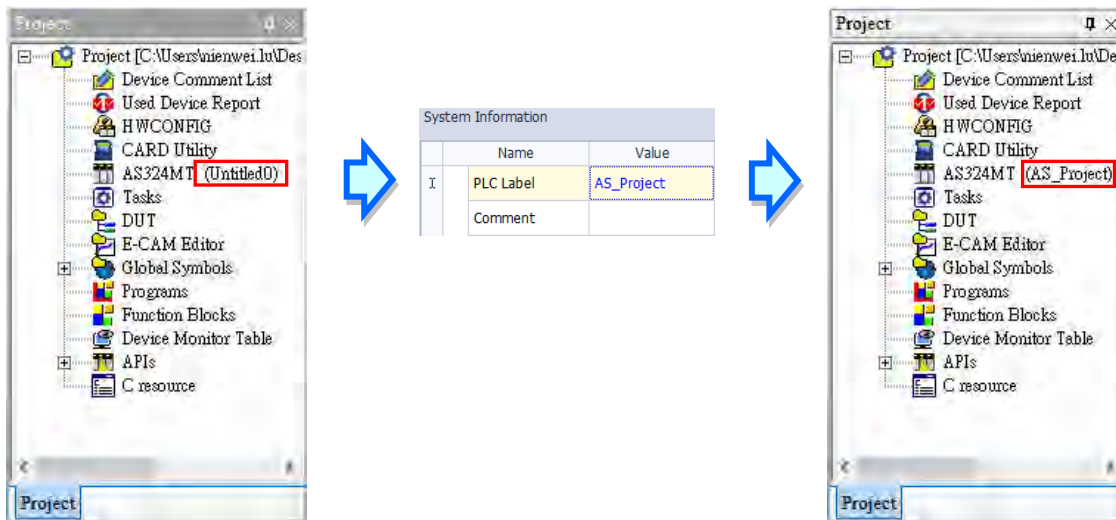 Project
Project [C:\Users\nienwei.lu\Des
Device Comment List
Used Device Report
HWCONFIG
CARD Utility
AS324MT (Untitled0)
Tasks
DUT
E-CAM Editor
Global Symbols
Programs
Function Blocks
Device Monitor Table
APIs
C resource
Project
System Information
Name Value
PLC Label AS_Project
Comment
Project
Project [C:\Users\nienwei.lu\De
Device Comment List
Used Device Report
HWCONFIG
CARD Utility
AS324MT (AS_Project)
Tasks
DUT
E-CAM Editor
Global Symbols
Programs
Function Blocks
Device Monitor Table
APIs
C resource
Project